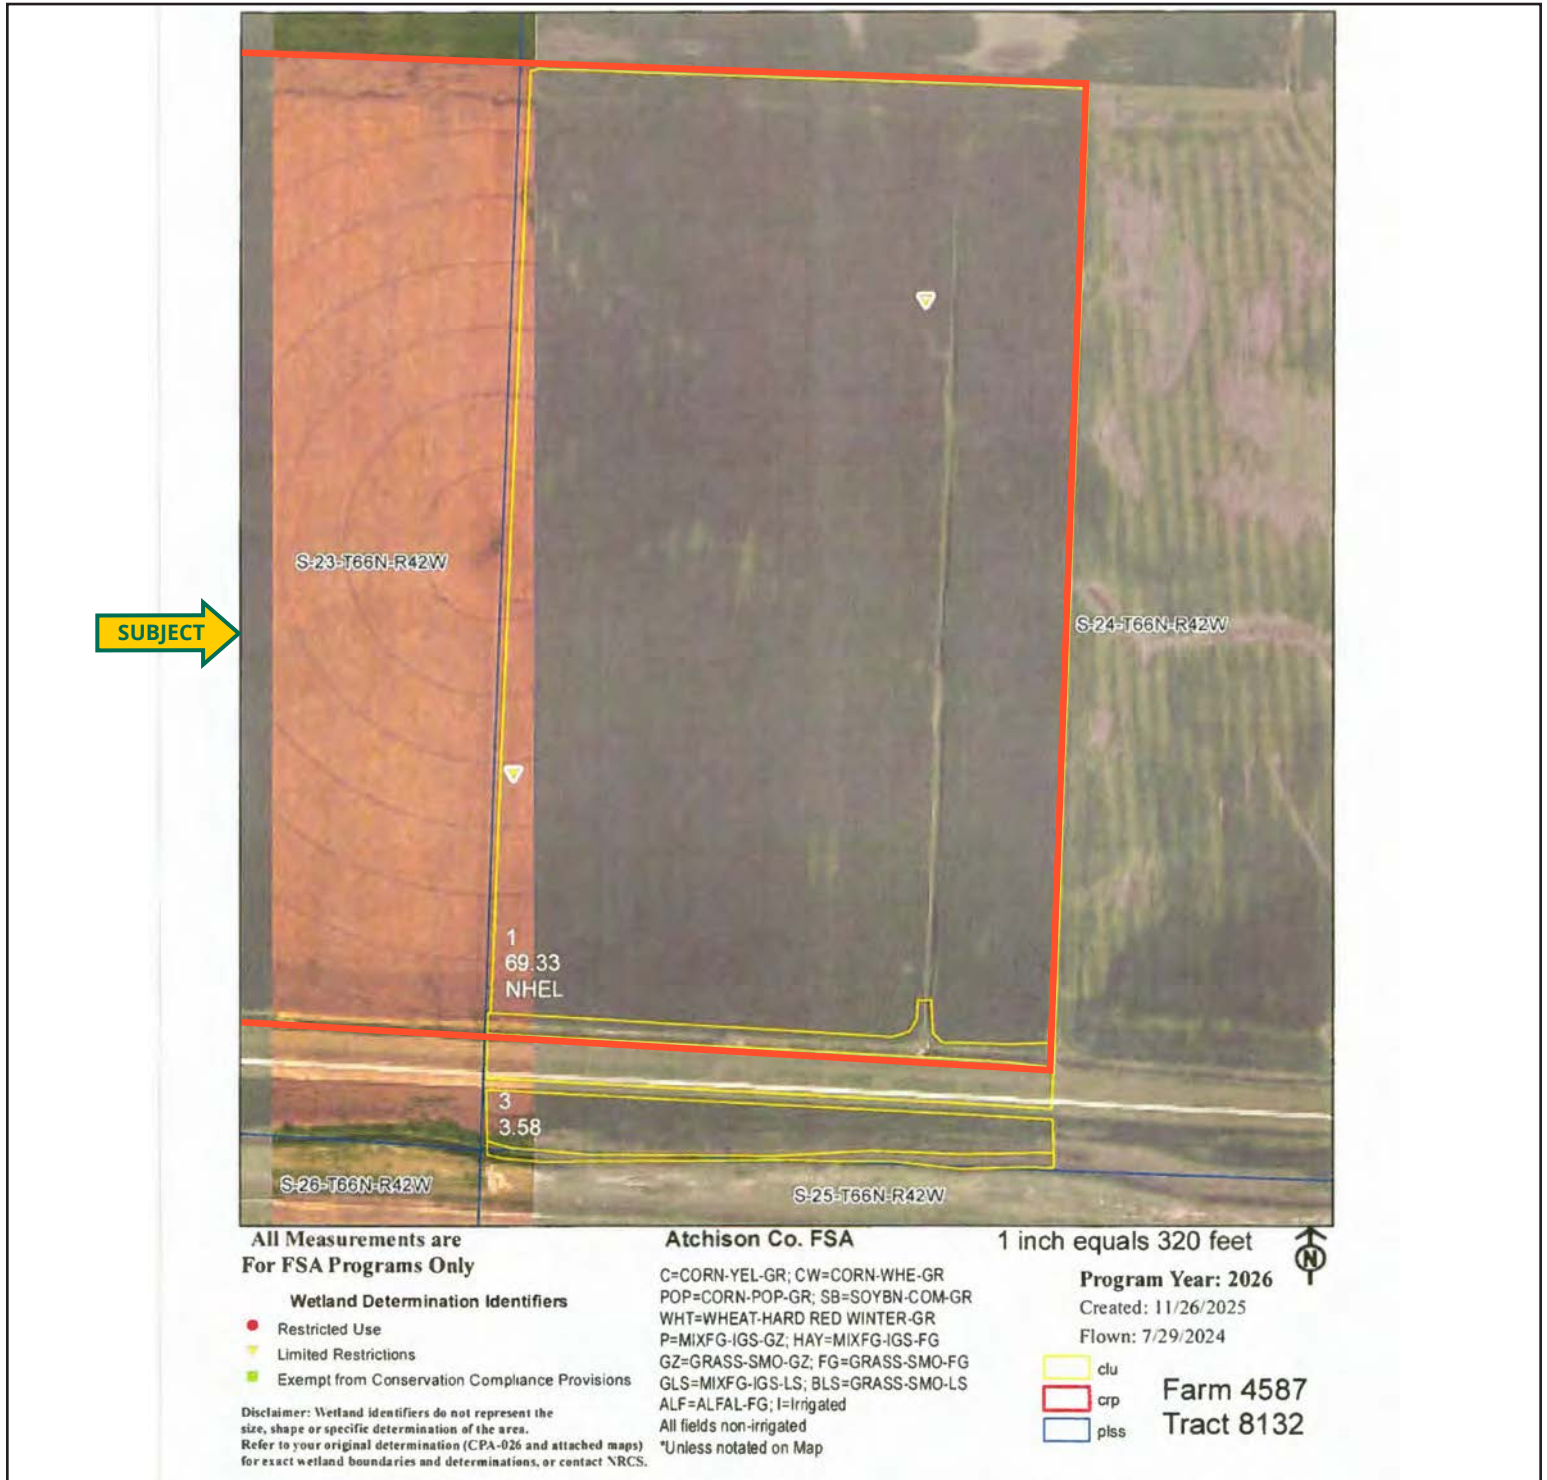 S-23-T66N-R42W
SUBJECT
S-24-T66N-R42W
1
69.33
NHEL
3
3.58
S-26-T66N-R42W
S-25-T66N-R42W
All Measurements are
For FSA Programs Only
Wetland Determination Identifiers
Restricted Use
Limited Restrictions
Exempt from Conservation Compliance Provisions
Disclaimer: Wetland identifiers do not represent the
size, shape or specific determination of the area.
Refer to your original determination (CPA-026 and attached maps)
for exact wetland boundaries and determinations, or contact NRCS.
Atchison Co. FSA
C=CORN-YEL-GR; CW=CORN-WHE-GR
POP=CORN-POP-GR; SB=SOYBN-COM-GR
WHT=WHEAT-HARD RED WINTER-GR
P=MIXFG-IGS-GZ; HAY=MIXFG-IGS-FG
GZ=GRASS-SMO-GZ; FG=GRASS-SMO-FG
GLS=MIXFG-IGS-LS; BLS=GRASS-SMO-LS
ALF=ALFAL-FG; I=Irrigated
All fields non-irrigated
*Unless notated on Map
1 inch equals 320 feet
N
Program Year: 2026
Created: 11/26/2025
Flown: 7/29/2024
clu
crp
plss
Farm 4587
Tract 8132